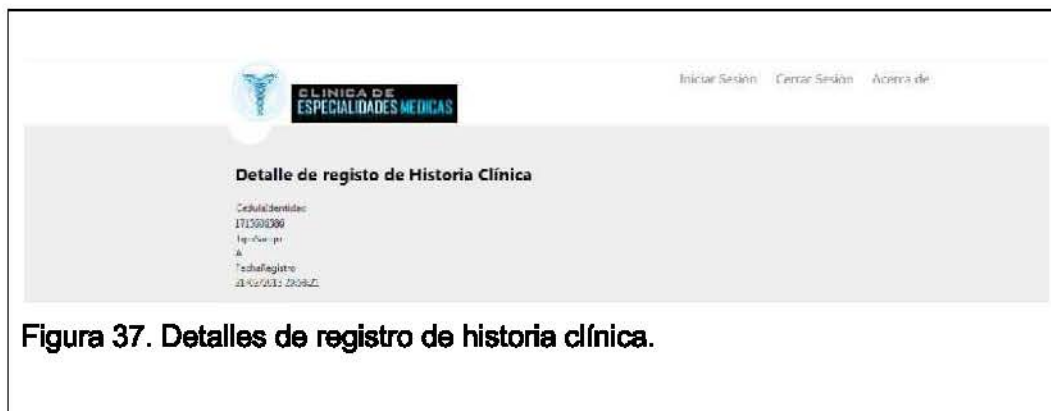 Iniciar Sesión Cerrar Sesión Acerca de
CLINICA DE
ESPECIALIDADES MEDICAS
Detalle de registo de Historia Clínica
CedulaIdentidad
A
FechaRegistro
Figura 37. Detalles de registro de historia clínica.